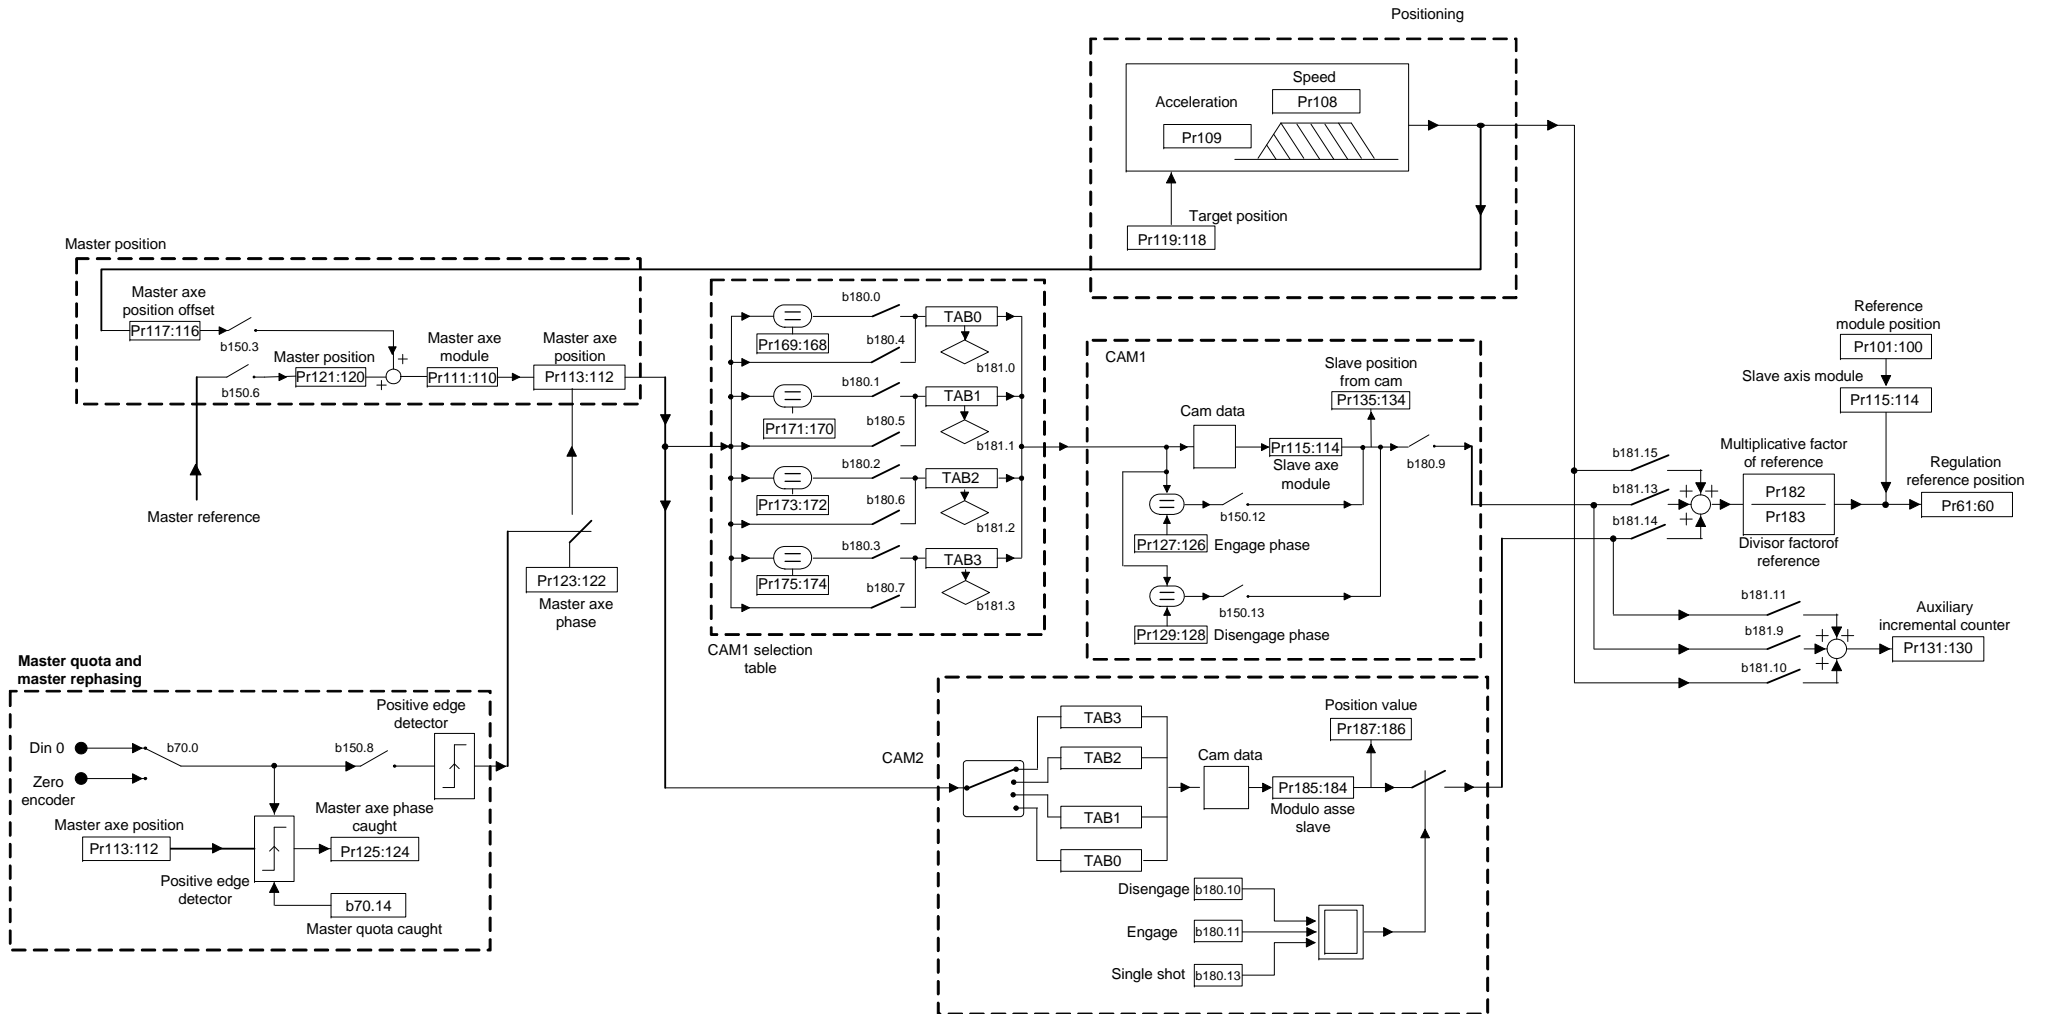 Positioning
Speed
Pr108
Acceleration
Pr109
Target position
Pr119:118
Master position
Master axe
position offset
Pr117:116
b150.3
Master position
Pr121:120
b150.6
+
+
Master axe
module
Pr111:110
Master axe
position
Pr113:112
Master reference
Pr123:122
Master axe
phase
b180.0
TAB0
Pr169:168
b180.4
b181.0
b180.1
TAB1
Pr171:170
b180.5
b181.1
b180.2
TAB2
Pr173:172
b180.6
b181.2
b180.3
TAB3
Pr175:174
b180.7
b181.3
CAM1 selection
table
CAM1
Slave position
from cam
Pr135:134
Cam data
Pr115:114
Slave axe
module
b180.9
b150.12
Pr127:126
Engage phase
b150.13
Pr129:128
Disengage phase
Reference
module position
Pr101:100
Slave axis module
Pr115:114
b181.15
b181.13
b181.14
+
+
+
Multiplicative factor
of reference
Pr182
Pr183
Divisor factorof
reference
Regulation
reference position
Pr61:60
b181.11
b181.9
b181.10
+
+
+
Auxiliary
incremental counter
Pr131:130
Master quota and
master rephasing
Din 0
b70.0
Zero
encoder
b150.8
Positive edge
detector
Master axe position
Pr113:112
Master axe phase
caught
Pr125:124
Positive edge
detector
b70.14
Master quota caught
CAM2
TAB3
TAB2
TAB1
TAB0
Cam data
Position value
Pr187:186
Pr185:184
Modulo asse
slave
Disengage
b180.10
Engage
b180.11
Single shot
b180.13